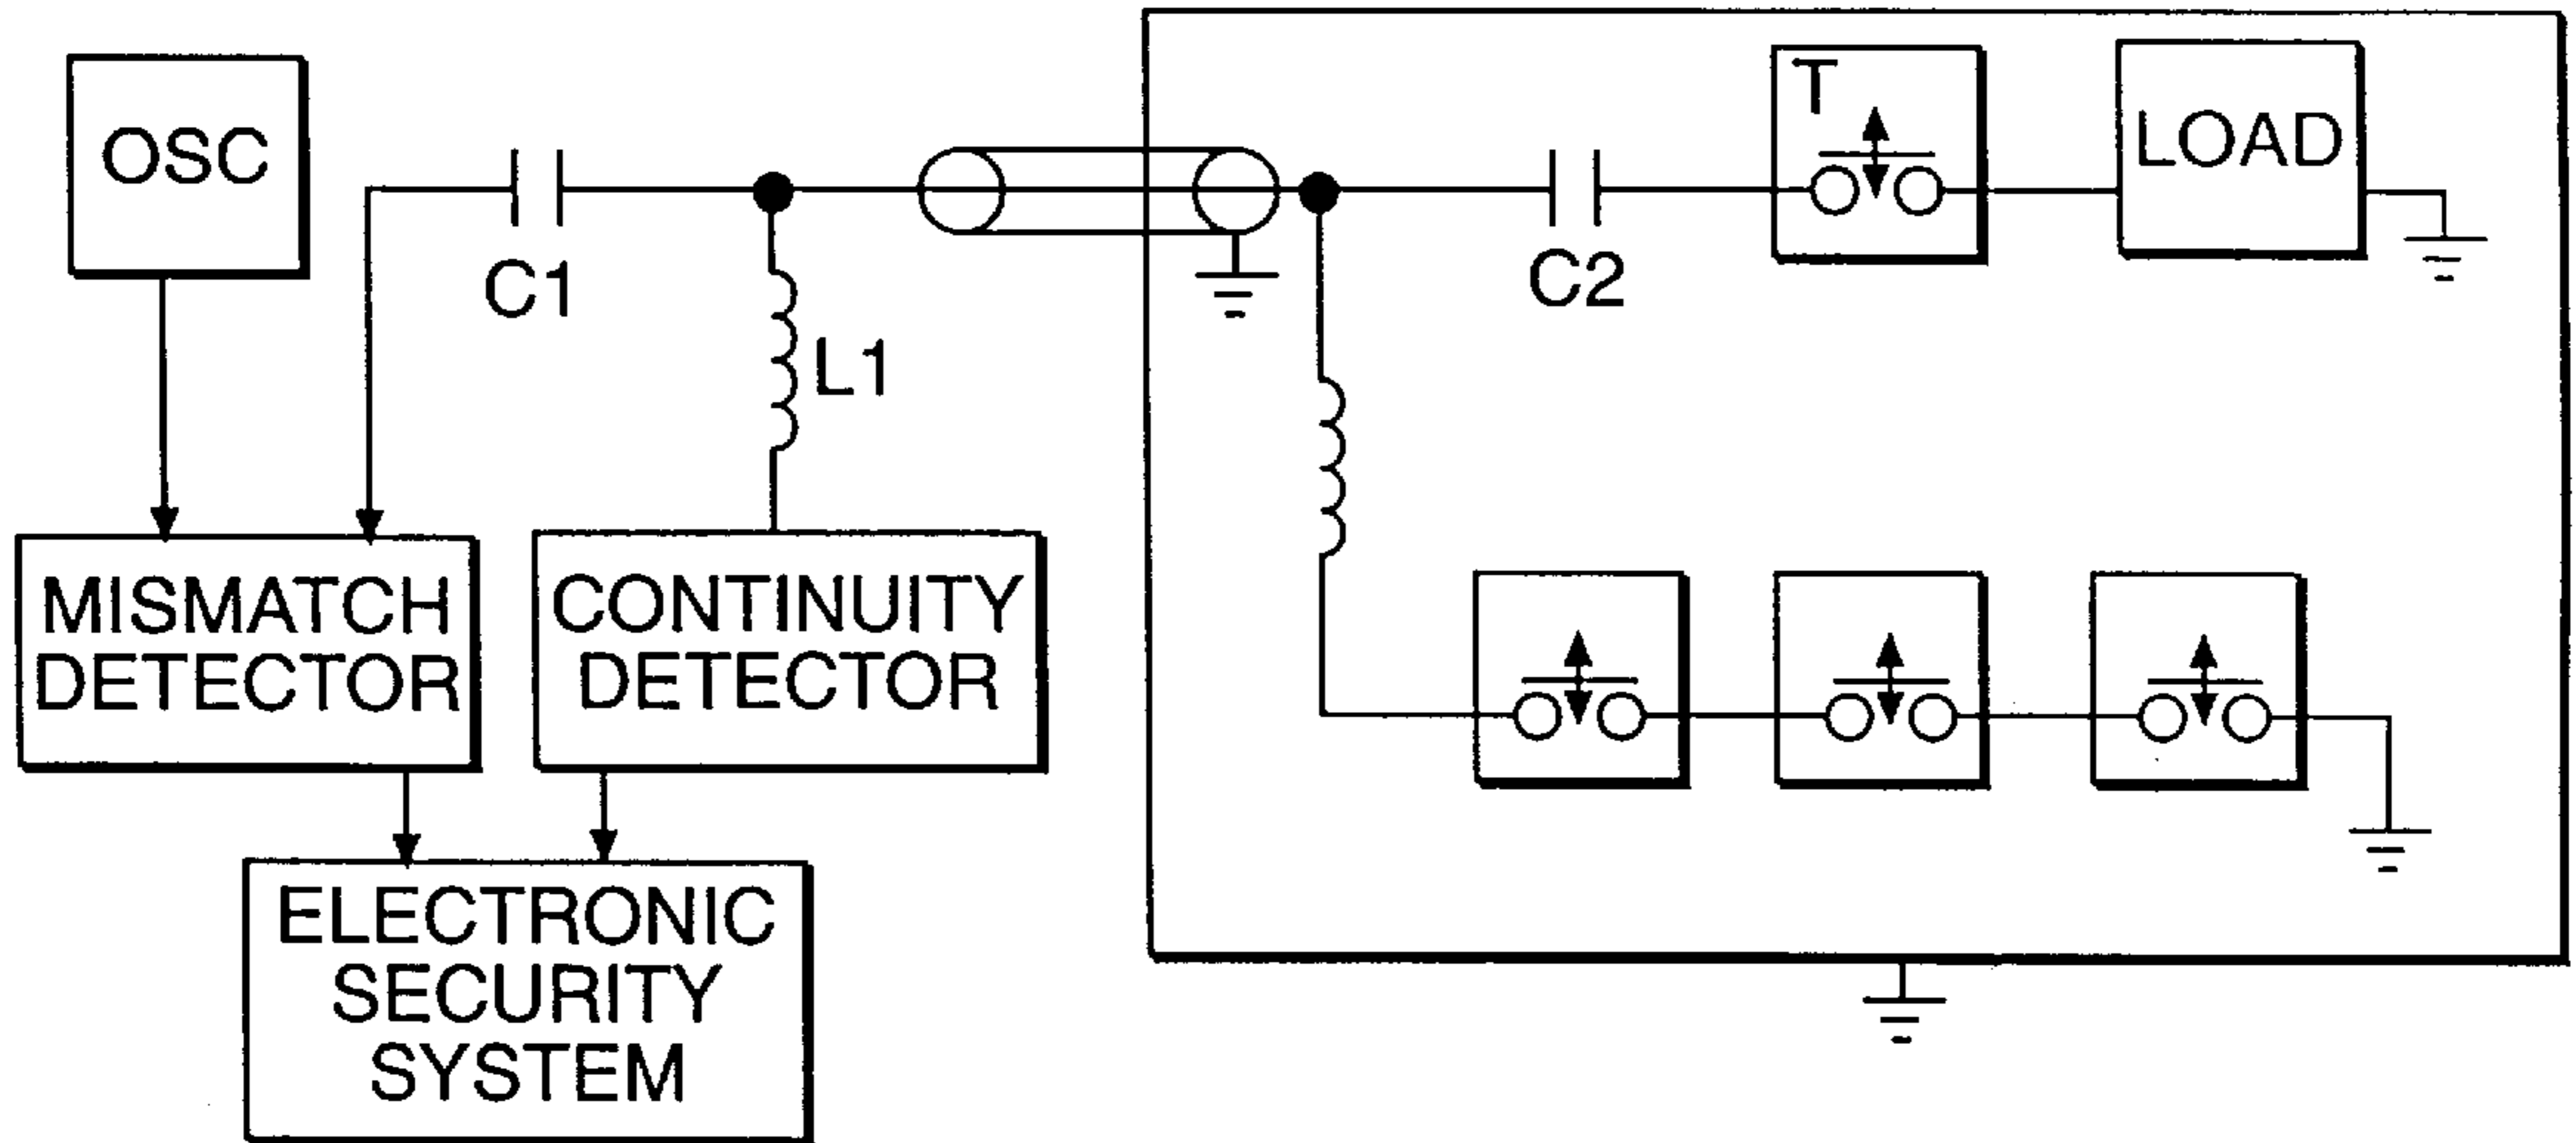 OSC
C1
L1
C2
T
LOAD
MISMATCH
DETECTOR
CONTINUITY
DETECTOR
ELECTRONIC
SECURITY
SYSTEM